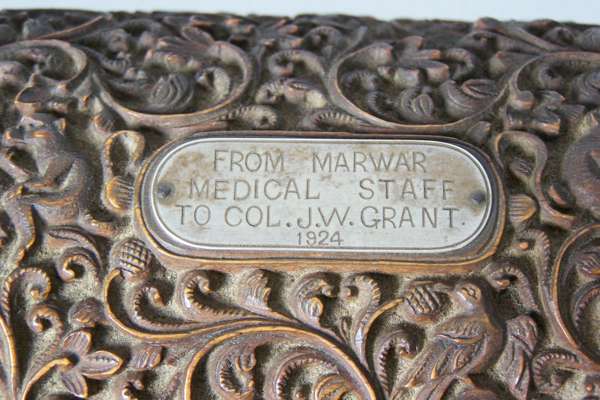 FROM MARWAR
MEDICAL STAFF
TO COL. J.W. GRANT.
1924